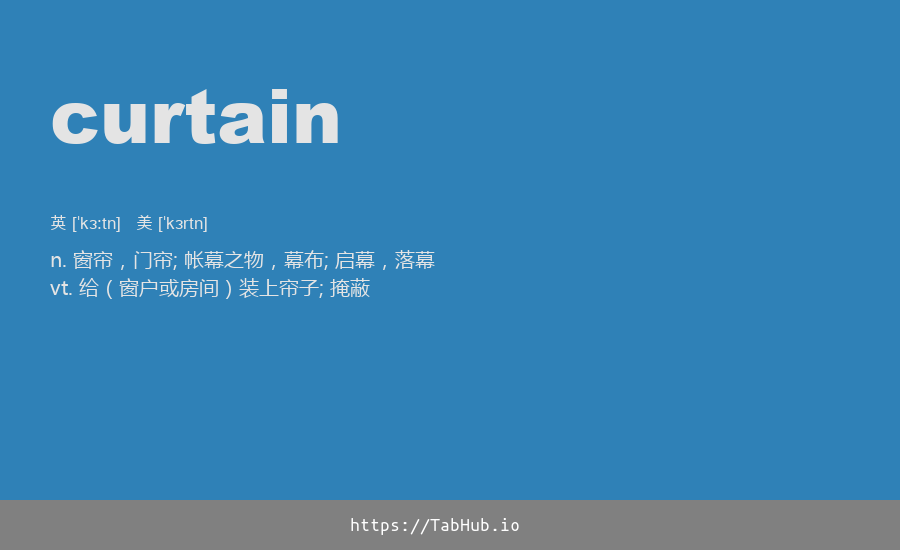 curtain
英 [ˈkɜːtn] 美 [ˈkɜrtn]
n. 窗帘，门帘; 帐幕之物，幕布; 启幕，落幕
vt. 给（窗户或房间）装上帘子; 掩蔽
https://TabHub.io